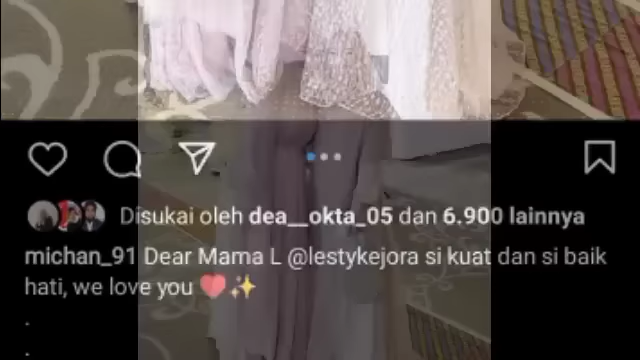 Disukai oleh dea__okta_05 dan 6.900 lainnya
michan_91 Dear Mama L @lestykejora si kuat dan si baik
hati, we love you ❤️✨
.
.